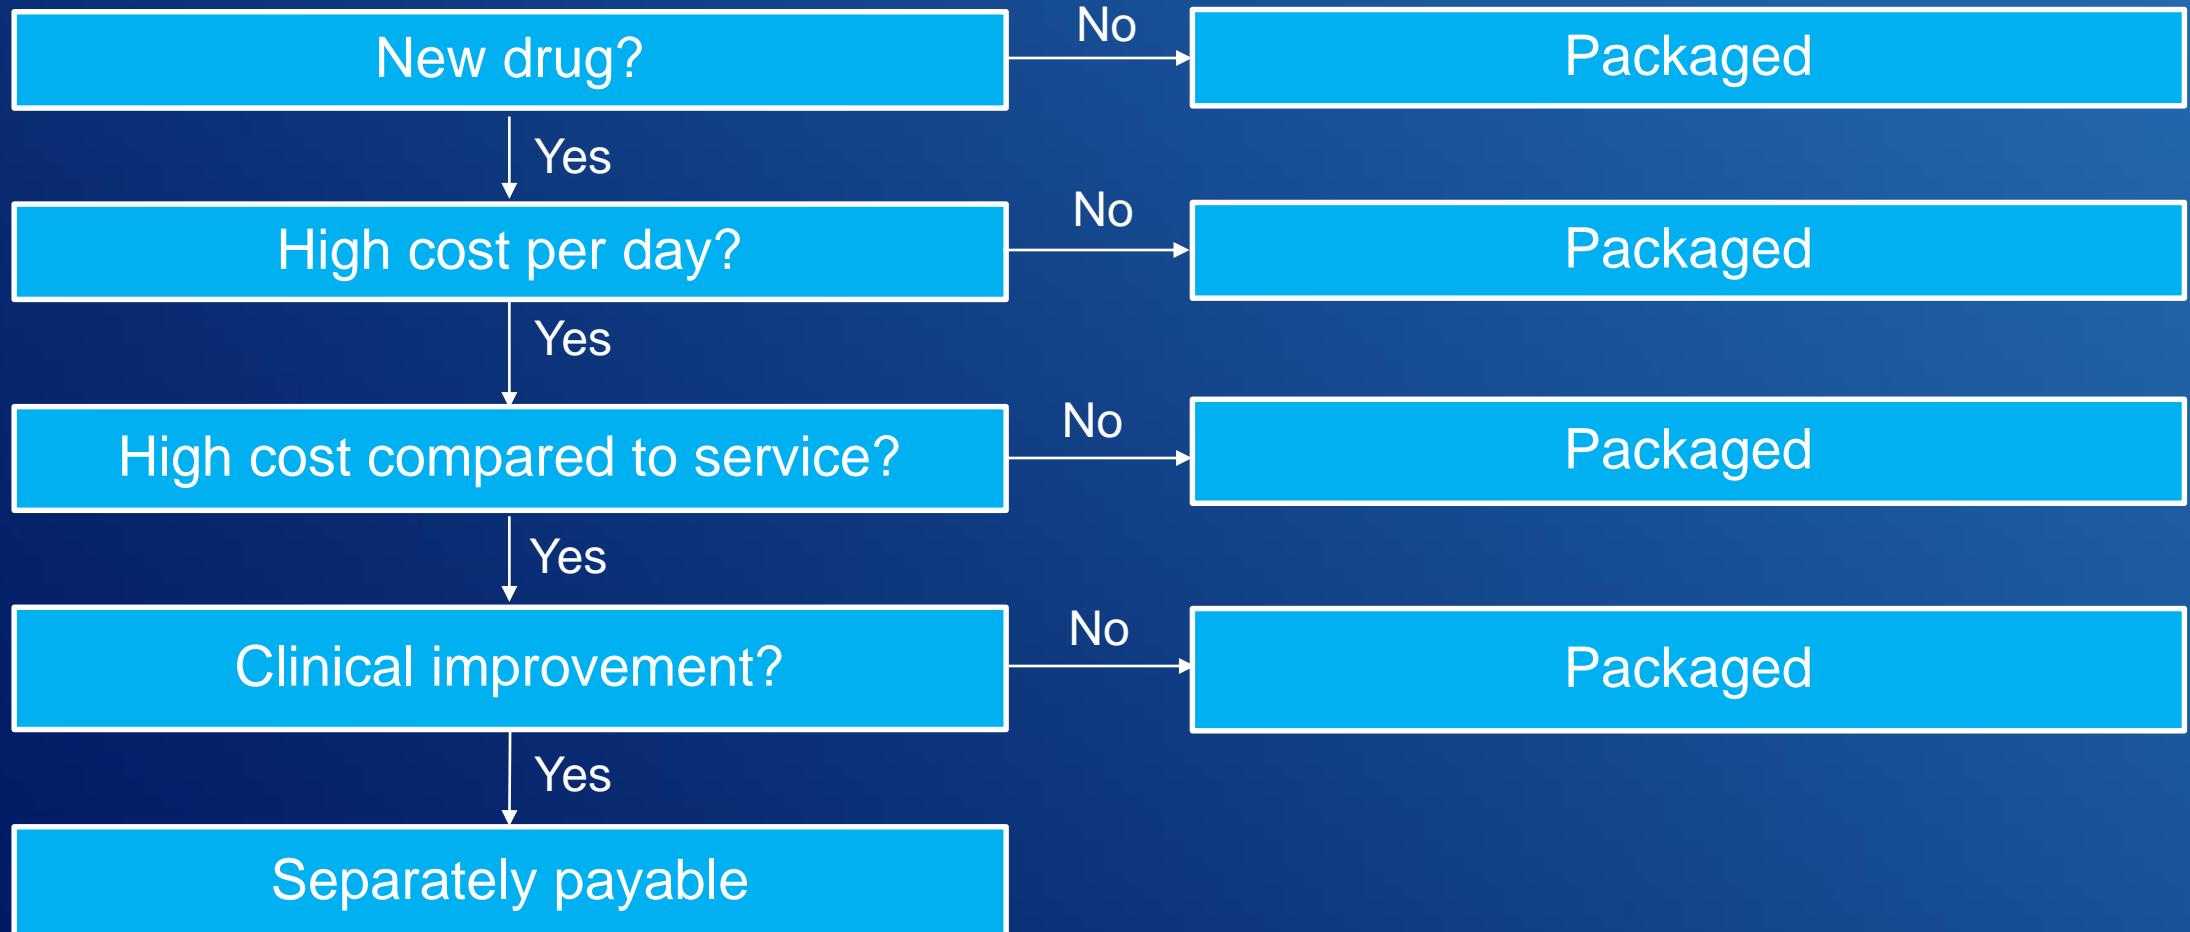 New drug?
No
Packaged
Yes
High cost per day?
No
Packaged
Yes
High cost compared to service?
No
Packaged
Yes
Clinical improvement?
No
Packaged
Yes
Separately payable